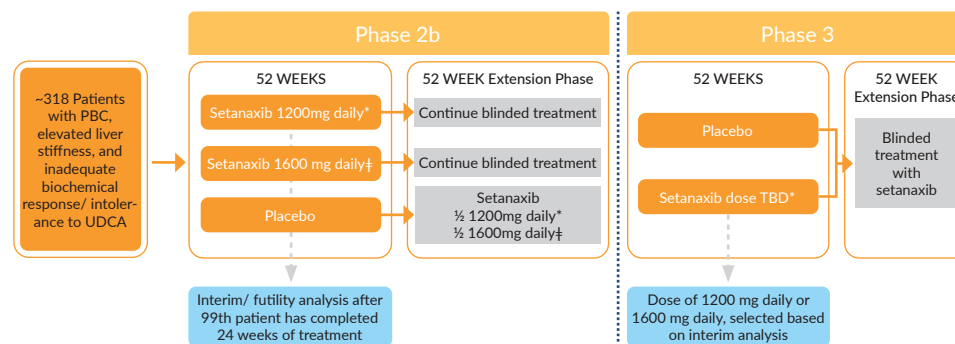 Phase 2b
Phase 3
~318 Patients
with PBC,
elevated liver
stiffness, and
inadequate
biochemical
response/ intoler-
ance to UDCA
52 WEEKS
Setanaxib 1200mg daily*
Setanaxib 1600 mg daily‡
Placebo
52 WEEK Extension Phase
Continue blinded treatment
Continue blinded treatment
Setanaxib
½ 1200mg daily*
½ 1600mg daily‡
Interim/ futility analysis after
99th patient has completed
24 weeks of treatment
52 WEEKS
Placebo
Setanaxib dose TBD*
52 WEEK
Extension Phase
Blinded
treatment
with
setanaxib
Dose of 1200 mg daily or
1600 mg daily, selected based
on interim analysis